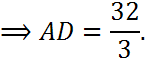 ⟹ AD = 32/3.